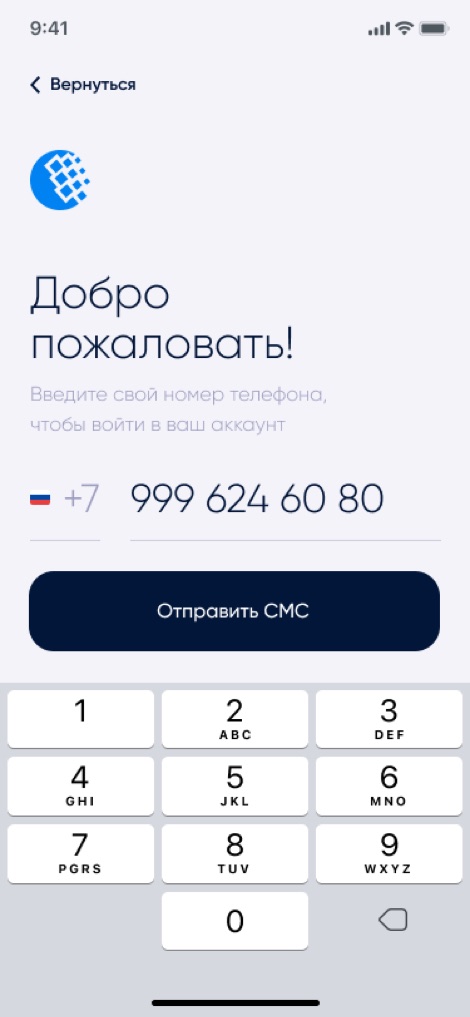 9:41
Вернуться
Добро
пожаловать!
Введите свой номер телефона,
чтобы войти в ваш аккаунт
+7 999 624 60 80
Отправить СМС
1 2 3
ABC DEF
4 5 6
GHI JKL MNO
7 8 9
PGRS TUV WXYZ
0